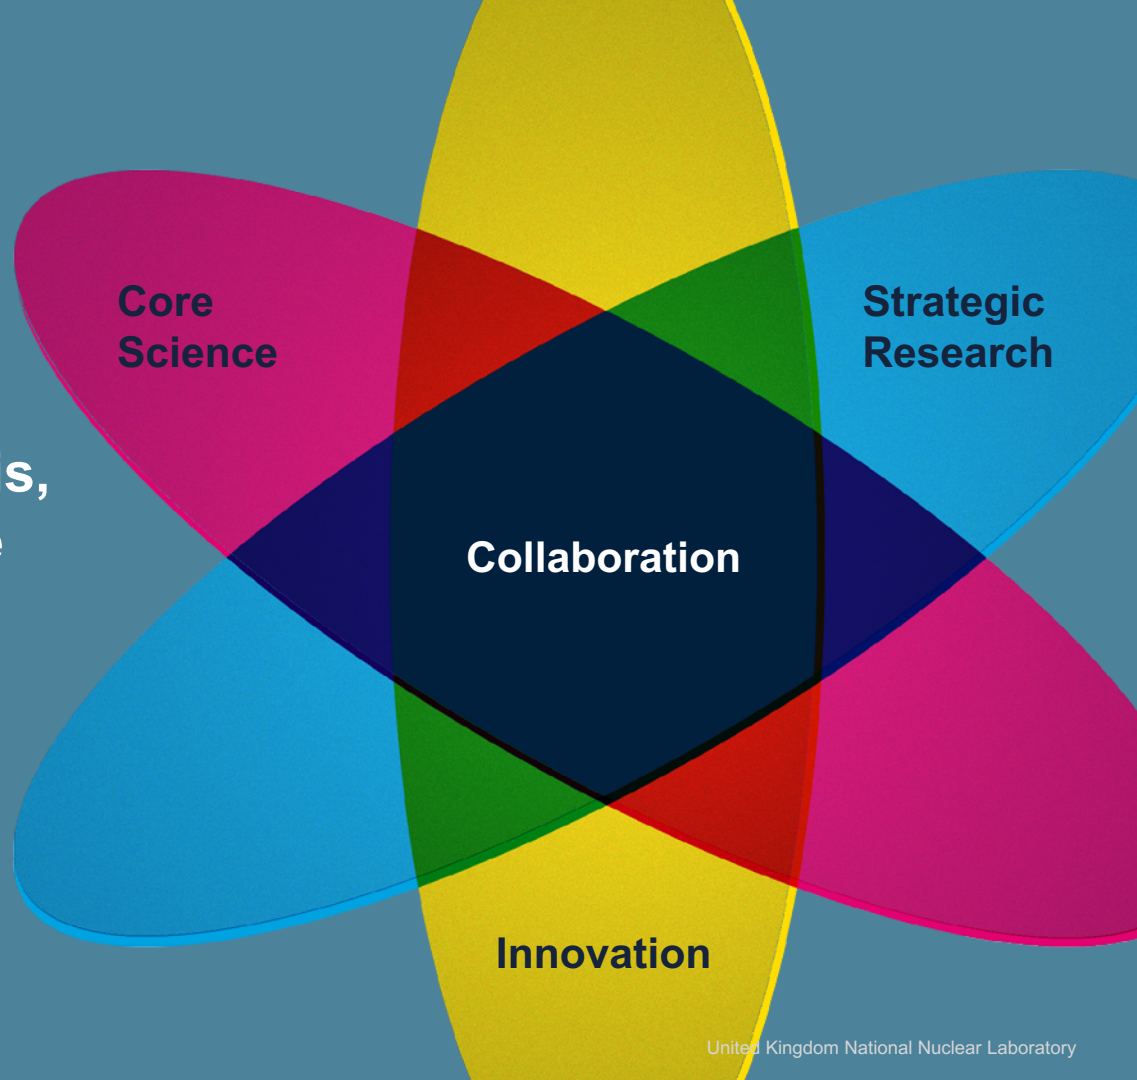 Core
Science
Strategic
Research
Collaboration
Innovation
United Kingdom National Nuclear Laboratory